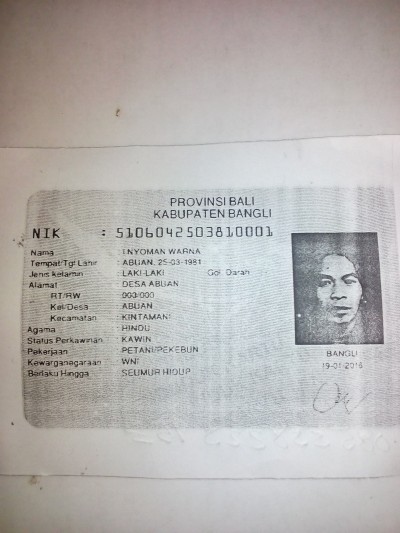 PROVINSI BALI
KABUPATEN BANGLI
NIK : 5106042503810001
Nama : I NYOMAN WARNA
Tempat/Tgl Lahir : ABUAN, 25-03-1981
Jenis kelamin : LAKI-LAKI Gol. Darah
Alamat : DESA ABUAN
RT/RW : 000/000
Kel/Desa : ABUAN
Kecamatan : KINTAMANI
Agama : HINDU
Status Perkawinan : KAWIN
Pekerjaan : PETANI/PEKEBUN
Kewarganegaraan : WNI
Berlaku Hingga : SEUMUR HIDUP
BANGLI
19-01-2016